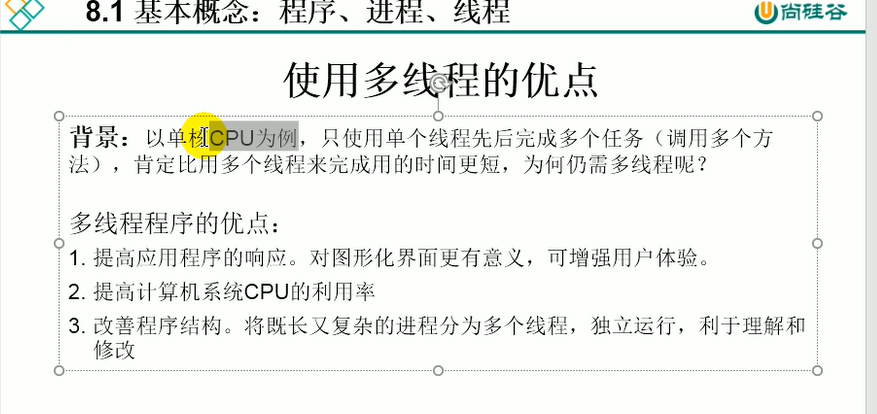 8.1 基本概念：程序、进程、线程
尚硅谷
使用多线程的优点
背景：以单核CPU为例，只使用单个线程先后完成多个任务（调用多个方
法），肯定比用多个线程来完成用的时间更短，为何仍需多线程呢？
多线程程序的优点：
1. 提高应用程序的响应。对图形化界面更有意义，可增强用户体验。
2. 提高计算机系统CPU的利用率
3. 改善程序结构。将既长又复杂的进程分为多个线程，独立运行，利于理解和
修改